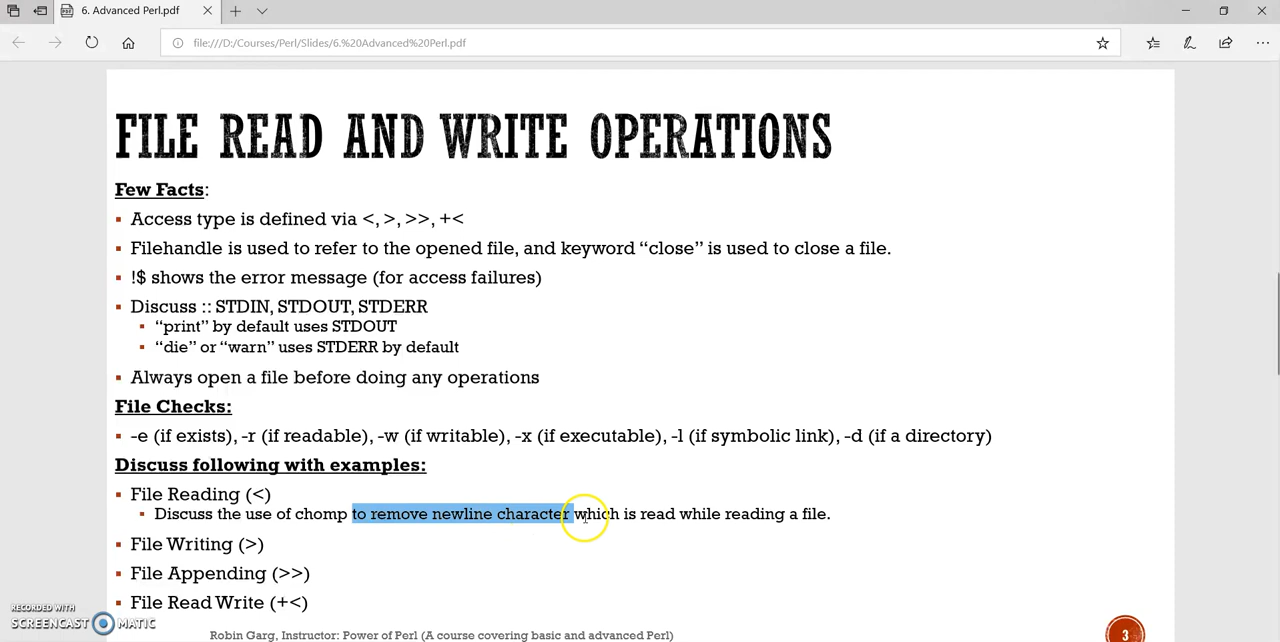 6. Advanced Perl.pdf
file:///D:/Courses/Perl/Slides/6.%20Advanced%20Perl.pdf
FILE READ AND WRITE OPERATIONS
Few Facts:
▪ Access type is defined via <, >, >>, +<
▪ Filehandle is used to refer to the opened file, and keyword “close” is used to close a file.
▪ !$ shows the error message (for access failures)
▪ Discuss :: STDIN, STDOUT, STDERR
▪ “print” by default uses STDOUT
▪ “die” or “warn” uses STDERR by default
▪ Always open a file before doing any operations
File Checks:
▪ -e (if exists), -r (if readable), -w (if writable), -x (if executable), -l (if symbolic link), -d (if a directory)
Discuss following with examples:
▪ File Reading (<)
▪ Discuss the use of chomp to remove newline character which is read while reading a file.
▪ File Writing (>)
▪ File Appending (>>)
▪ File Read Write (+<)
RECORDED WITH
SCREENCAST MATIC
Robin Garg, Instructor: Power of Perl (A course covering basic and advanced Perl)
3